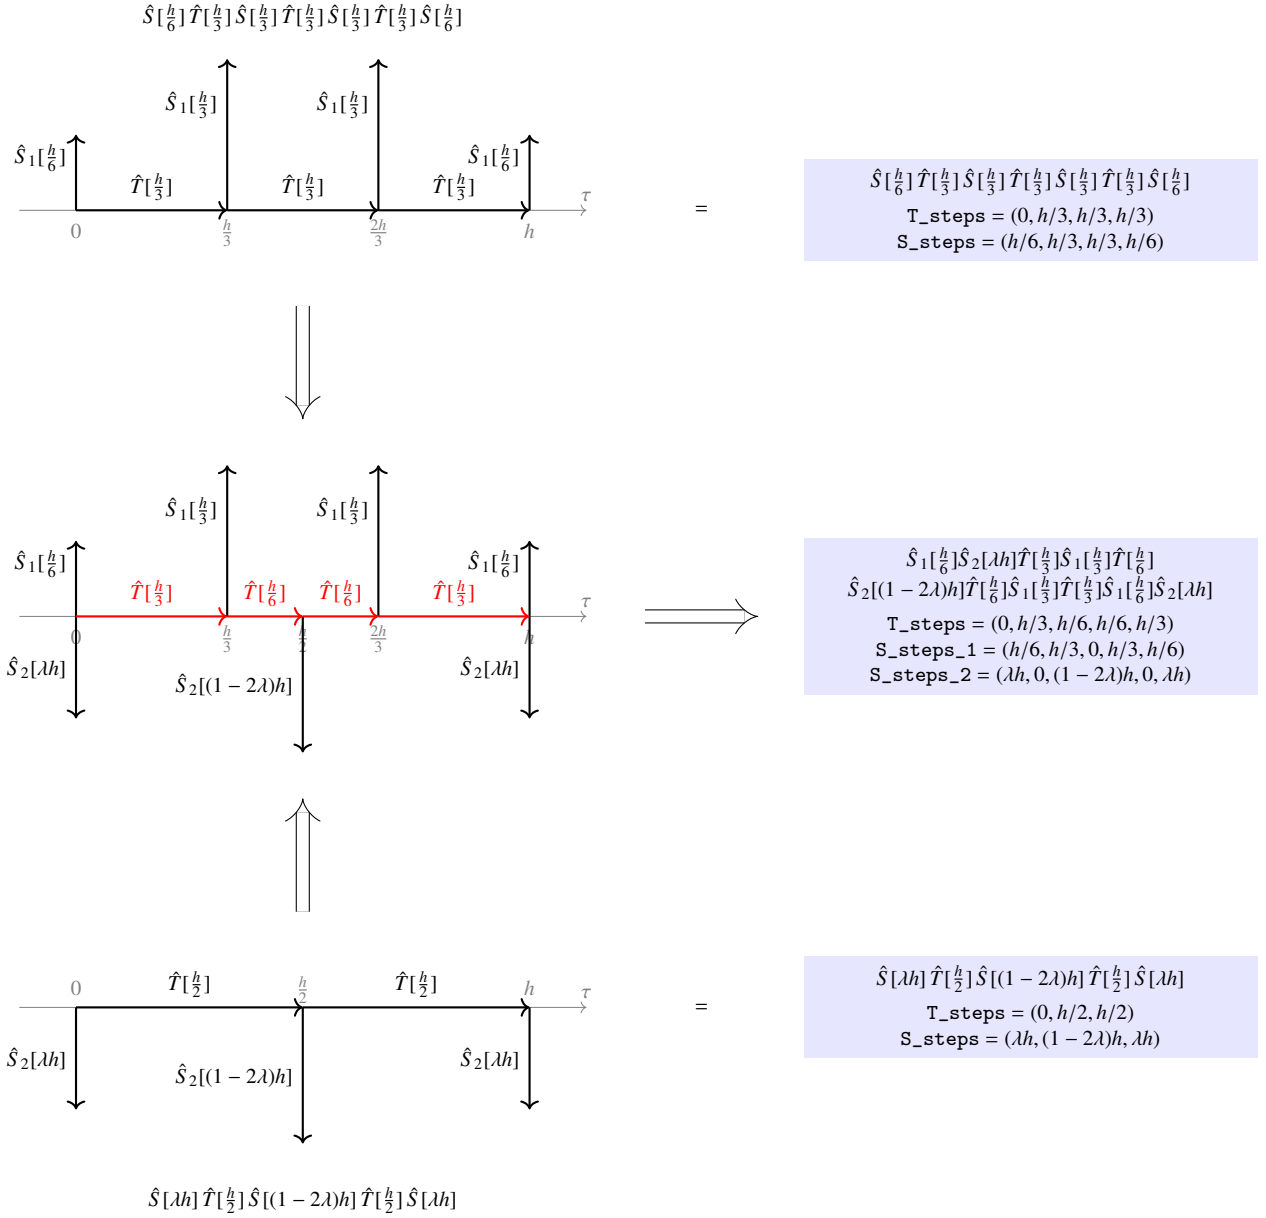 Ŝ[h/6] T̂[h/3] Ŝ[h/3] T̂[h/3] Ŝ[h/3] T̂[h/3] Ŝ[h/6]
Ŝ₁[h/3] Ŝ₁[h/3]
Ŝ₁[h/6] Ŝ₁[h/6]
T̂[h/3] T̂[h/3] T̂[h/3] τ
0 h/3 2h/3 h
=
Ŝ[h/6] T̂[h/3] Ŝ[h/3] T̂[h/3] Ŝ[h/3] T̂[h/3] Ŝ[h/6]
T_steps = (0, h/3, h/3, h/3)
S_steps = (h/6, h/3, h/3, h/6)
Ŝ₁[h/3] Ŝ₁[h/3]
Ŝ₁[h/6] Ŝ₁[h/6]
T̂[h/3] T̂[h/6] T̂[h/6] T̂[h/3] τ
0 h/3 h/2 2h/3 h
Ŝ₂[λh] Ŝ₂[(1 − 2λ)h] Ŝ₂[λh]
Ŝ₁[h/6]Ŝ₂[λh]T̂[h/3]Ŝ₁[h/3]T̂[h/6]
Ŝ₂[(1 − 2λ)h]T̂[h/6]Ŝ₁[h/3]T̂[h/3]Ŝ₁[h/6]Ŝ₂[λh]
T_steps = (0, h/3, h/6, h/6, h/3)
S_steps_1 = (h/6, h/3, 0, h/3, h/6)
S_steps_2 = (λh, 0, (1 − 2λ)h, 0, λh)
0 T̂[h/2] h/2 T̂[h/2] h τ
Ŝ₂[λh] Ŝ₂[(1 − 2λ)h] Ŝ₂[λh]
=
Ŝ[λh] T̂[h/2] Ŝ[(1 − 2λ)h] T̂[h/2] Ŝ[λh]
T_steps = (0, h/2, h/2)
S_steps = (λh, (1 − 2λ)h, λh)
Ŝ[λh] T̂[h/2] Ŝ[(1 − 2λ)h] T̂[h/2] Ŝ[λh]